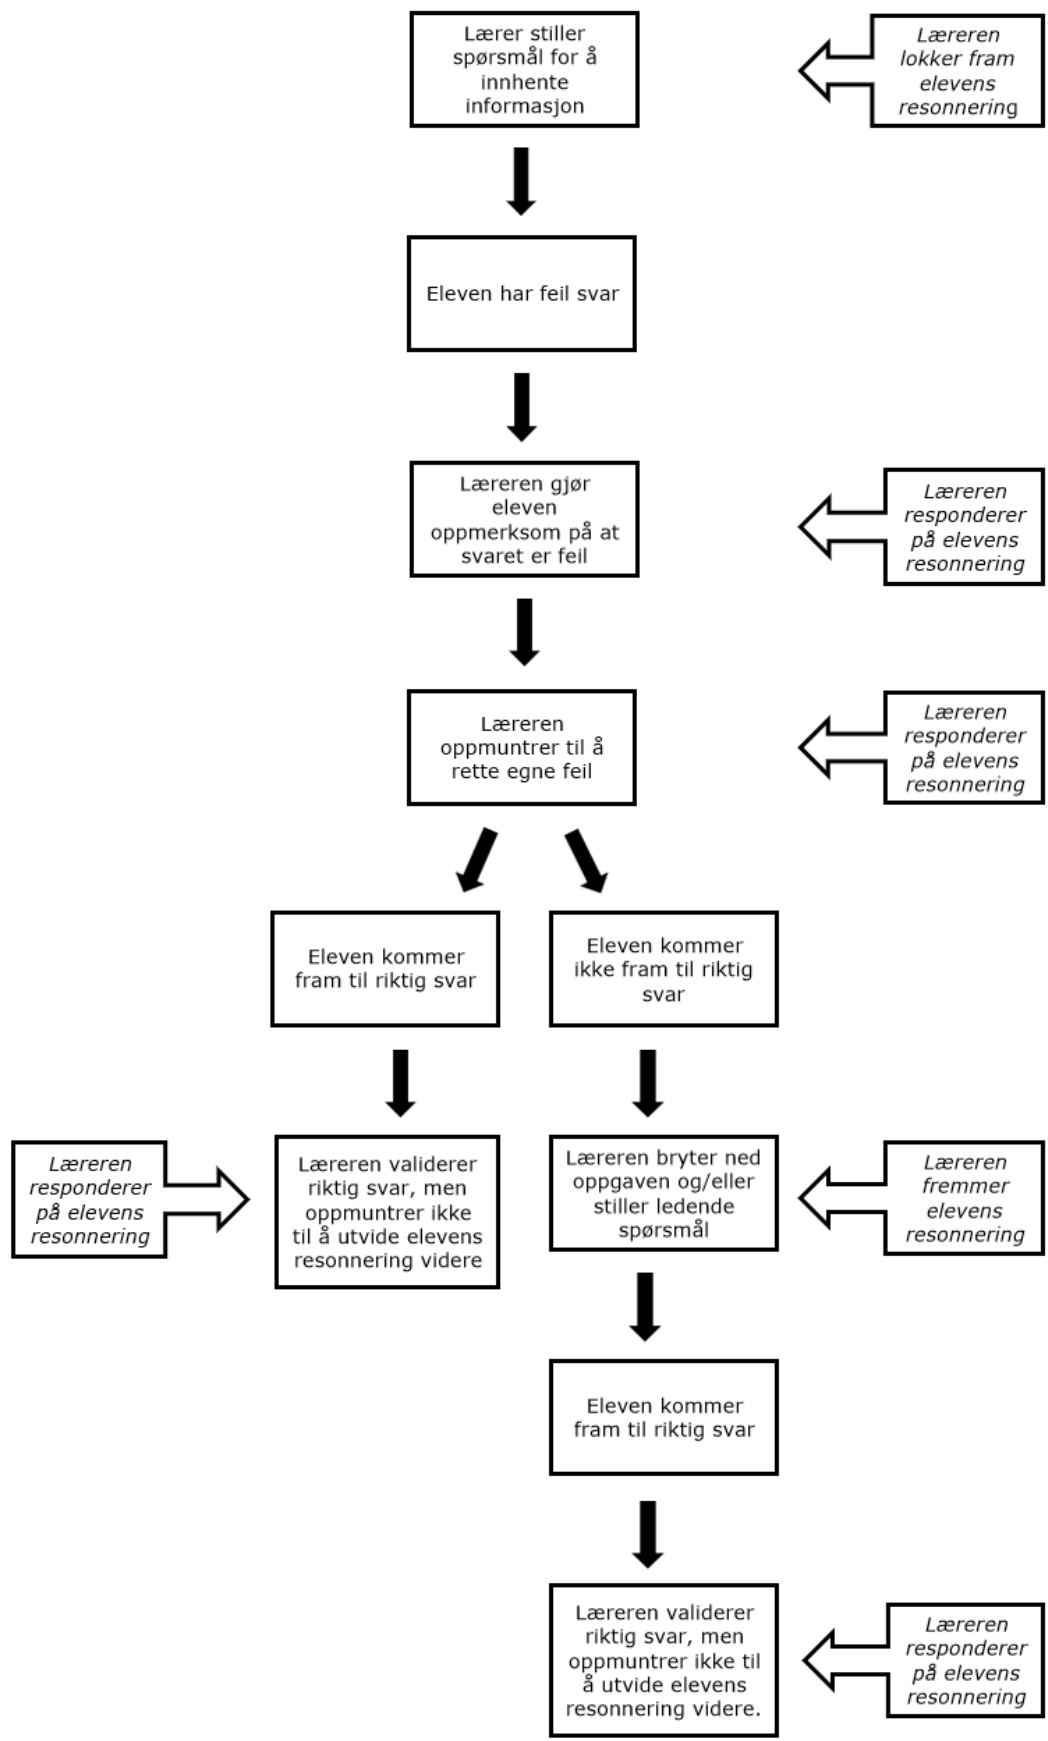 Lærer stiller
spørsmål for å
innhente
informasjon
Læreren
lokker fram
elevens
resonnering
Eleven har feil svar
Læreren gjør
eleven
oppmerksom på at
svaret er feil
Læreren
responderer
på elevens
resonnering
Læreren
oppmuntrer til å
rette egne feil
Læreren
responderer
på elevens
resonnering
Eleven kommer
fram til riktig svar
Eleven kommer
ikke fram til riktig
svar
Læreren
responderer
på elevens
resonnering
Læreren validerer
riktig svar, men
oppmuntrer ikke
til å utvide elevens
resonnering videre
Læreren bryter ned
oppgaven og/eller
stiller ledende
spørsmål
Læreren
fremmer
elevens
resonnering
Eleven kommer
fram til riktig svar
Læreren validerer
riktig svar, men
oppmuntrer ikke til
å utvide elevens
resonnering videre.
Læreren
responderer
på elevens
resonnering